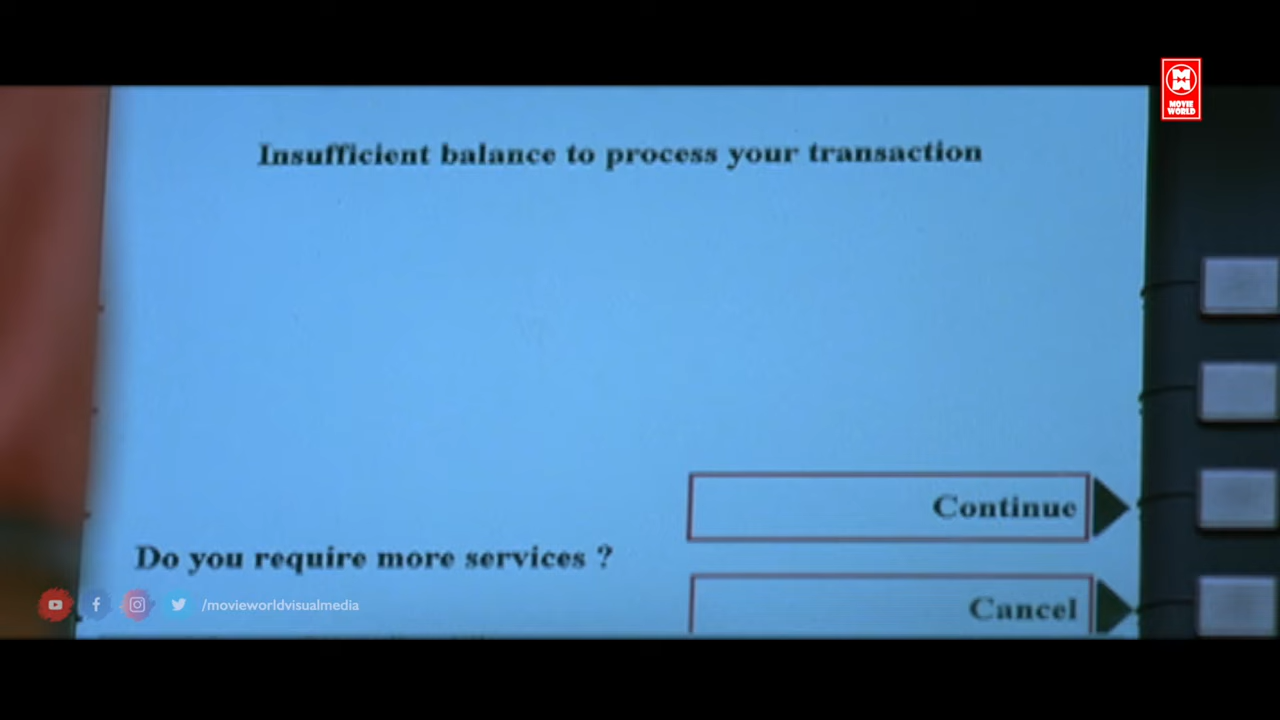 MOVIE
WORLD
Insufficient balance to process your transaction
Continue
Do you require more services ?
/movieworldvisualmedia
Cancel